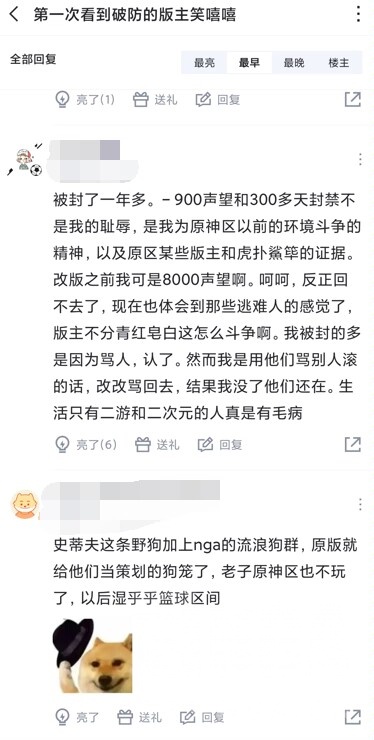 第一次看到破防的版主笑嘻嘻
全部回复
最亮 最早 最晚 楼主
亮了(1) 送礼 回复
被封了一年多。–900声望和300多天封禁不
是我的耻辱，是我为原神区以前的环境斗争的
精神，以及原区某些版主和虎扑鲨筚的证据。
改版之前我可是8000声望啊。呵呵，反正回
不去了，现在也体会到那些逃难人的感觉了，
版主不分青红皂白这怎么斗争啊。我被封的多
是因为骂人，认了。然而我是用他们骂别人滚
的话，改改骂回去，结果我没了他们还在。生
活只有二游和二次元的人真是有毛病
亮了(6) 送礼 回复
史蒂夫这条野狗加上nga的流浪狗群，原版就
给他们当策划的狗笼了，老子原神区也不玩
了，以后湿乎乎篮球区间
亮了 送礼 回复